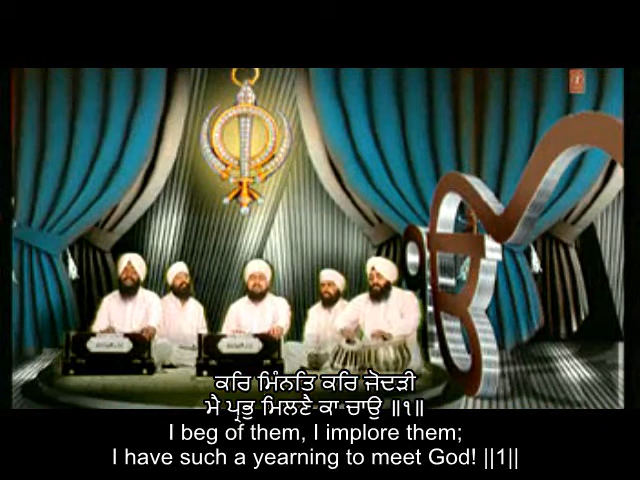 ਕਰਿ ਮਿੰਨਤਿ ਕਰਿ ਜੋਦੜੀ
ਮੈ ਪ੍ਰਭੁ ਮਿਲਣੈ ਕਾ ਚਾਉ ॥੧॥
I beg of them, I implore them;
I have such a yearning to meet God! ||1||